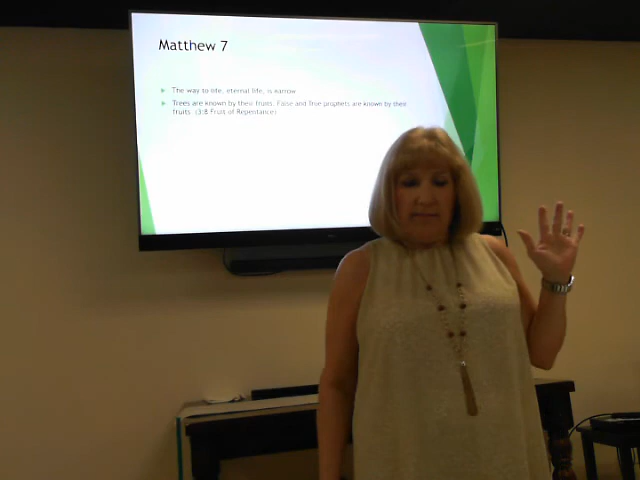 Matthew 7
The way to life, eternal life, is narrow
Trees are known by their fruits. False and True prophets are known by their
fruits. (3:8 Fruit of Repentance)